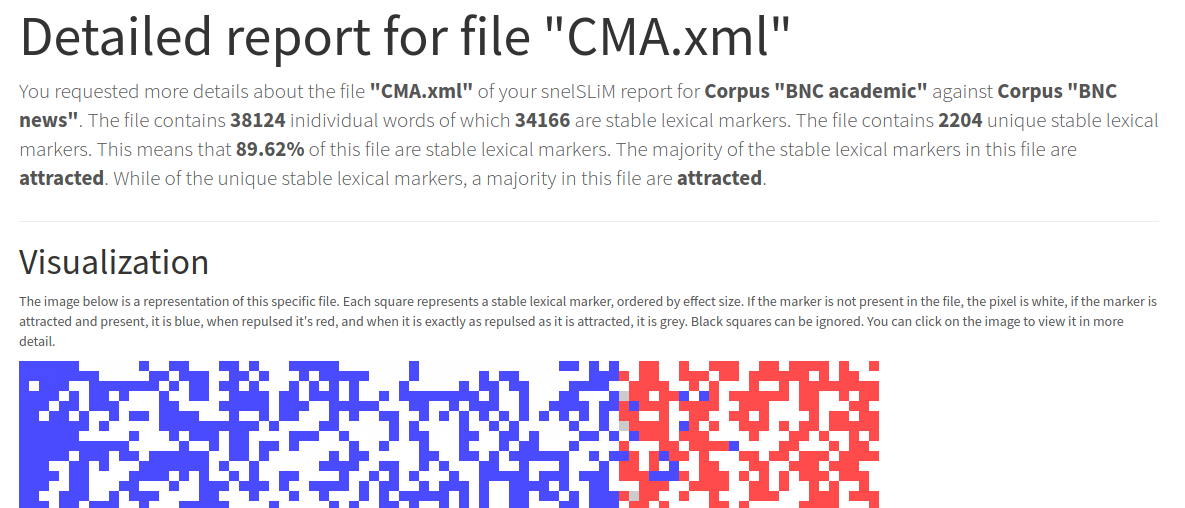 Detailed report for file "CMA.xml"
You requested more details about the file "CMA.xml" of your snelSLiM report for Corpus "BNC academic" against Corpus "BNC
news". The file contains 38124 inidividual words of which 34166 are stable lexical markers. The file contains 2204 unique stable lexical
markers. This means that 89.62% of this file are stable lexical markers. The majority of the stable lexical markers in this file are
attracted. While of the unique stable lexical markers, a majority in this file are attracted.
Visualization
The image below is a representation of this specific file. Each square represents a stable lexical marker, ordered by effect size. If the marker is not present in the file, the pixel is white, if the marker is
attracted and present, it is blue, when repulsed it's red, and when it is exactly as repulsed as it is attracted, it is grey. Black squares can be ignored. You can click on the image to view it in more
detail.